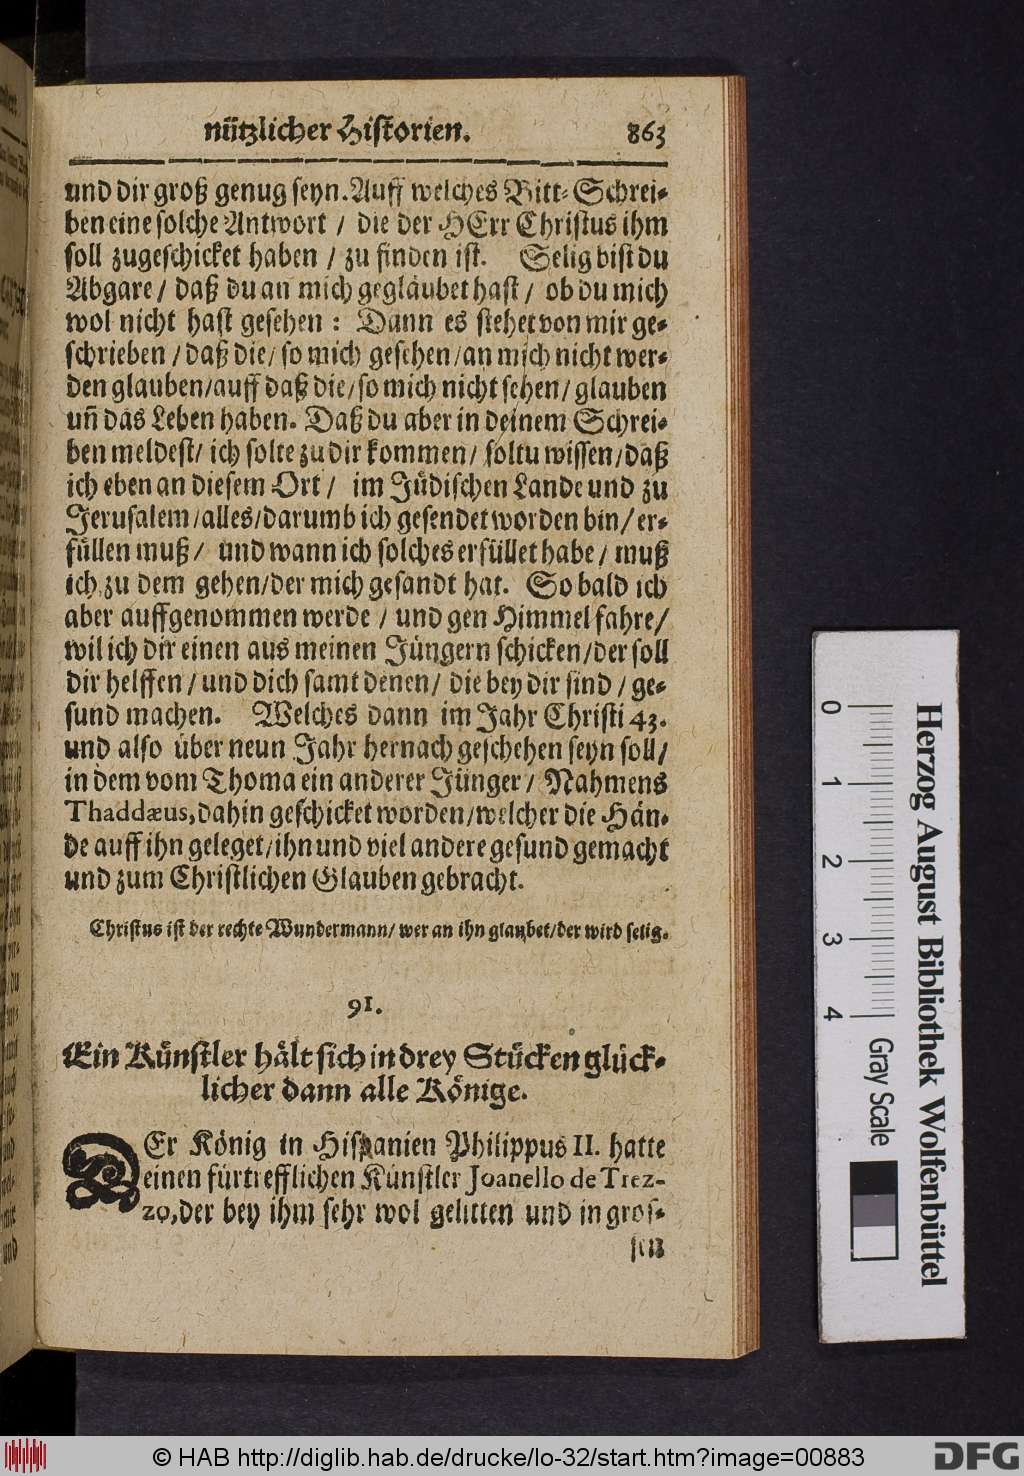 nützlicher Historien. 863
und dir groß genug seyn. Auff welches Bitt-Schrei-
ben eine solche Antwort / die der HErr Christus ihm
soll zugeschicket haben / zu finden ist. Selig bist du
Abgare / daß du an mich gegläubet hast / ob du mich
wol nicht hast gesehen : Dann es stehet von mir ge-
schrieben / daß die / so mich gesehen / an mich nicht wer-
den glauben / auff daß die / so mich nicht sehen / glauben
uñ das Leben haben. Daß du aber in deinem Schrei-
ben meldest / ich solte zu dir kommen / soltu wissen / daß
ich eben an diesem Ort / im Jüdischen Lande und zu
Jerusalem / alles / darumb ich gesendet worden bin / er-
füllen muß / und wann ich solches erfüllet habe / muß
ich zu dem gehen / der mich gesandt hat. So bald ich
aber auffgenommen werde / und gen Himmel fahre /
wil ich dir einen aus meinen Jüngern schicken / der soll
dir helffen / und dich samt denen / die bey dir sind / ge-
sund machen. Welches dann im Jahr Christi 43.
und also über neun Jahr hernach geschehen seyn soll /
in dem vom Thoma ein anderer Jünger / Nahmens
Thaddæus, dahin geschicket worden / welcher die Hän-
de auff ihn geleget / ihn und viel andere gesund gemacht
und zum Christlichen Glauben gebracht.
Christus ist der rechte Wundermann / wer an ihn glaubet / der wird selig.
91.
Ein Künstler hält sich in drey Stücken glück-
licher dann alle Könige.
DEr König in Hispanien Philippus II. hatte
einen fürtrefflichen Künstler Joanello de Trez-
zo, der bey ihm sehr wol gelitten und in gros-
sen
0 1 2 3 4
Herzog August Bibliothek Wolfenbüttel
Gray Scale
© HAB http://diglib.hab.de/drucke/lo-32/start.htm?image=00883
DFG